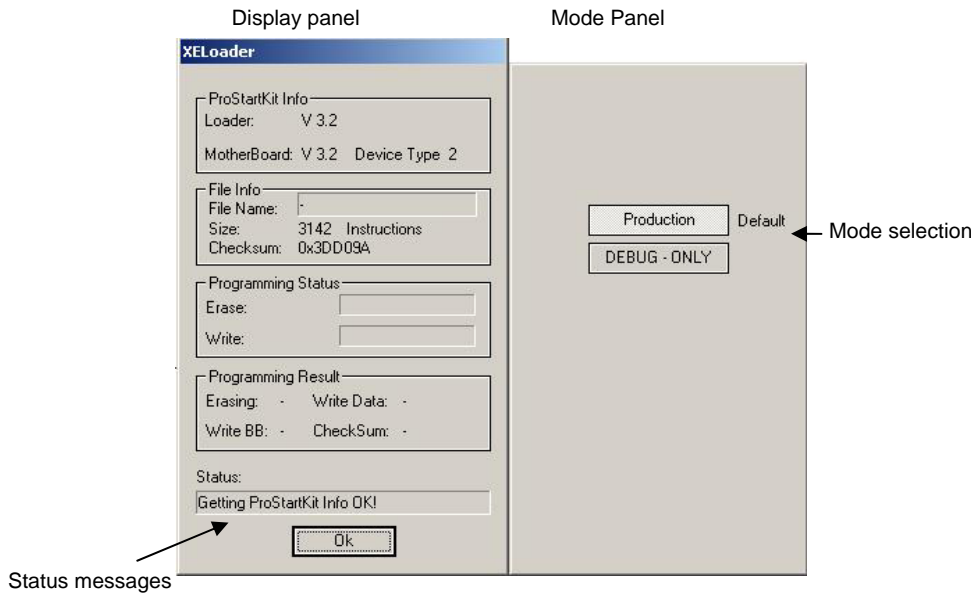 Display panel
Mode Panel
XELoader
ProStartKit Info
Loader: V 3.2
MotherBoard: V 3.2 Device Type 2
File Info
File Name: -
Size: 3142 Instructions
Checksum: 0x3DD09A
Programming Status
Erase:
Write:
Programming Result
Erasing: - Write Data: -
Write BB: - CheckSum: -
Status:
Getting ProStartKit Info OK!
Ok
Production Default
DEBUG - ONLY
Mode selection
Status messages